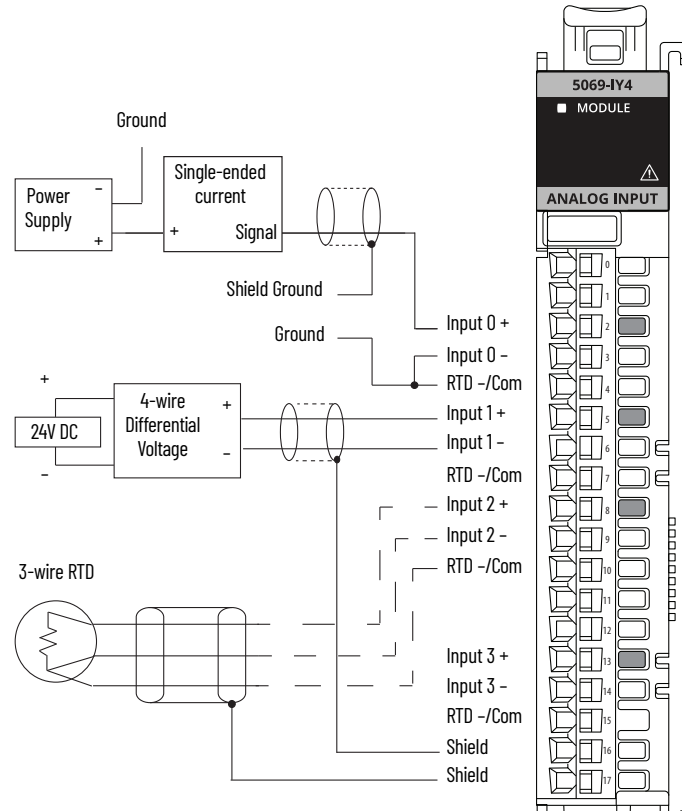 5069-IY4
MODULE
ANALOG INPUT
Ground
Power
Supply
−
+
Single-ended
current
+
Signal
Shield Ground
Ground
Input 0 +
Input 0 −
RTD −/Com
+
24V DC
−
4-wire
Differential
Voltage
+
−
Input 1 +
Input 1 −
RTD −/Com
Input 2 +
Input 2 −
RTD −/Com
3-wire RTD
Input 3 +
Input 3 −
RTD −/Com
Shield
Shield
0
1
2
3
4
5
6
7
8
9
10
11
12
13
14
15
16
17